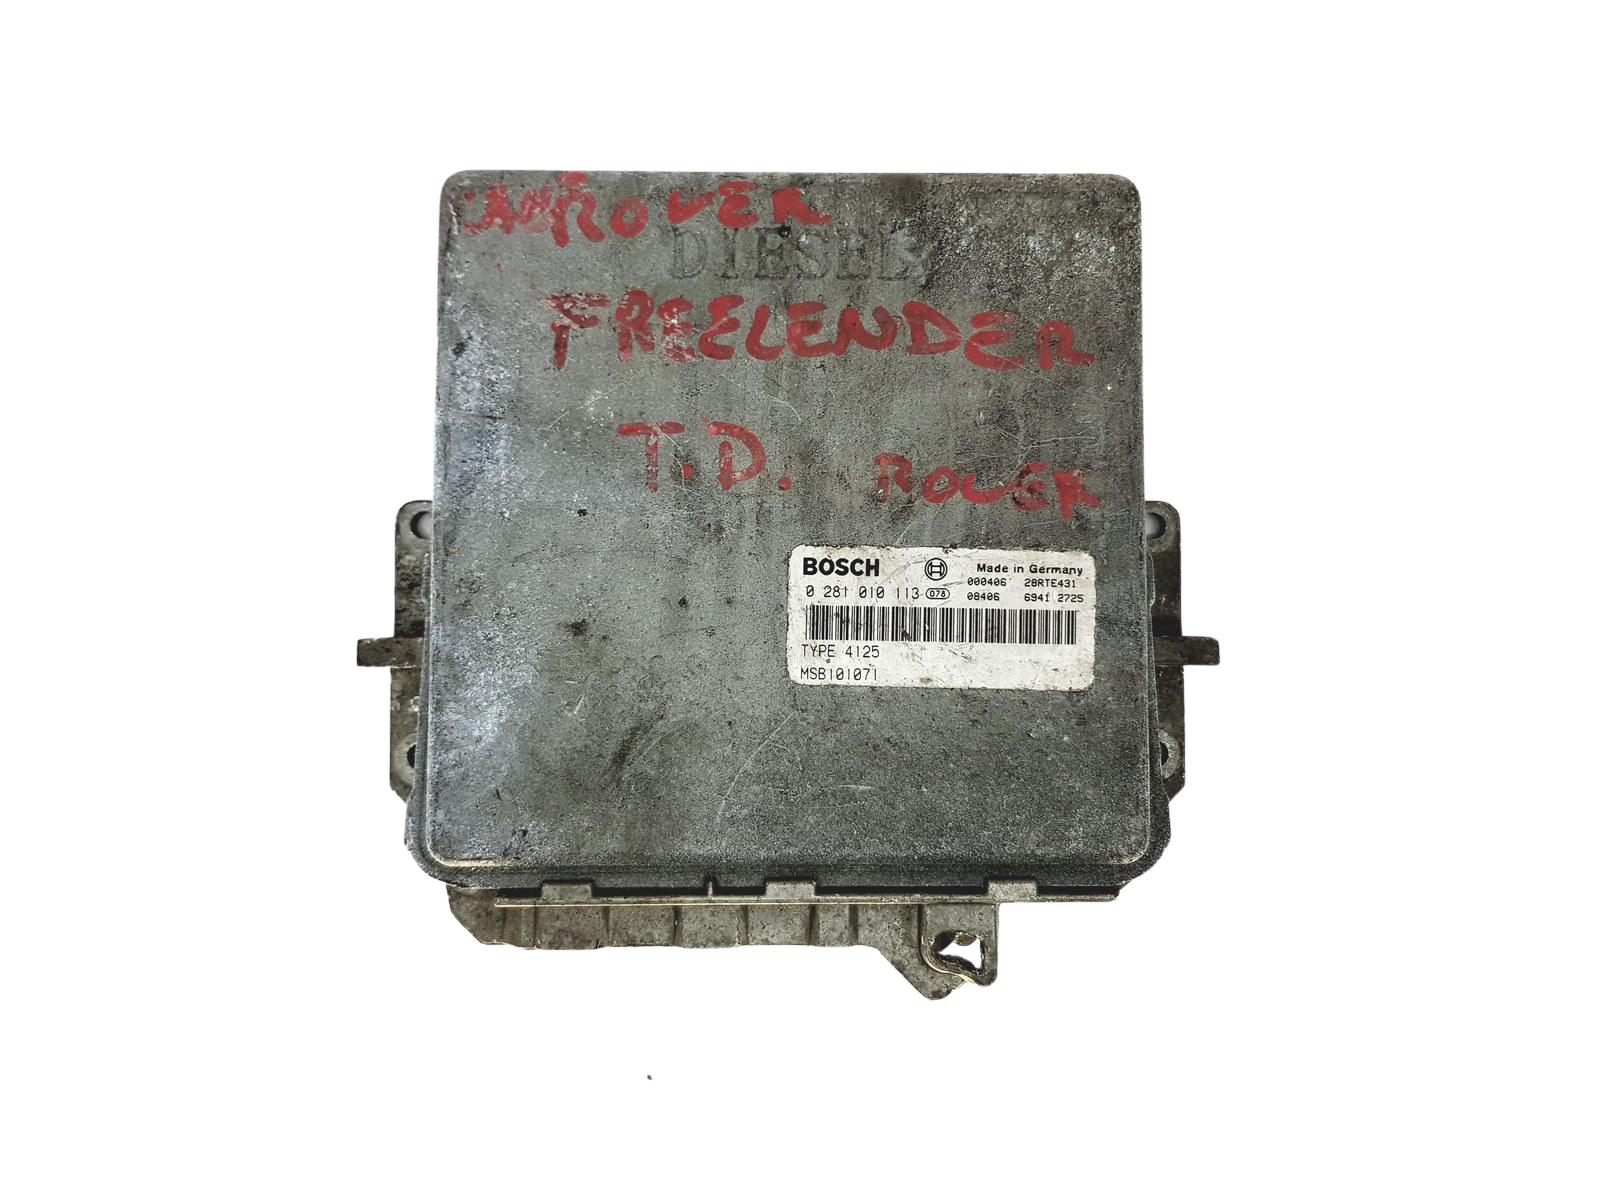 ROVER
DIESEL
FREELENDER
T.D. ROVER
BOSCH Made in Germany
000406 28RTE431
0 281 010 113 078 08406 6941 2725
TYPE 4125
MSB101071